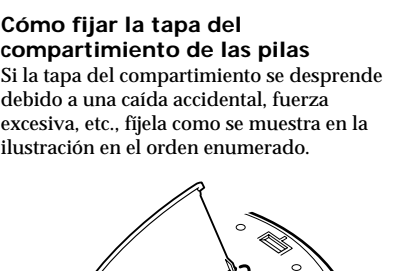 Cómo fijar la tapa del
compartimiento de las pilas
Si la tapa del compartimiento se desprende
debido a una caída accidental, fuerza
excesiva, etc., fíjela como se muestra en la
ilustración en el orden enumerado.